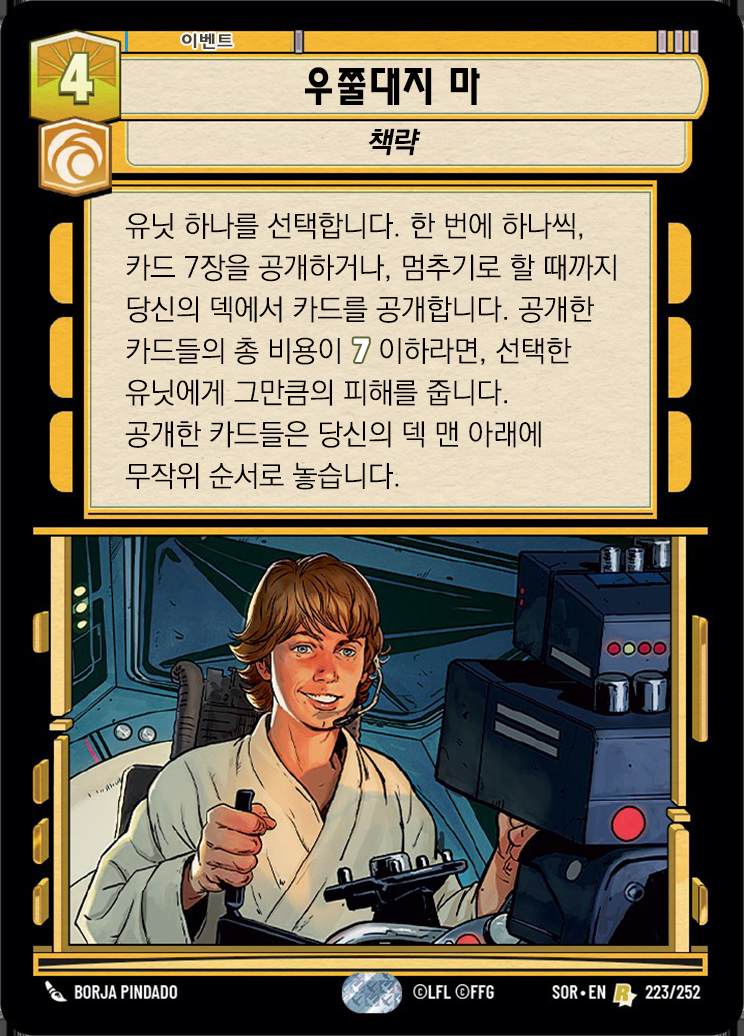 이벤트
4
우쭐대지 마
책략
유닛 하나를 선택합니다. 한 번에 하나씩,
카드 7장을 공개하거나, 멈추기로 할 때까지
당신의 덱에서 카드를 공개합니다. 공개한
카드들의 총 비용이 7 이하라면, 선택한
유닛에게 그만큼의 피해를 줍니다.
공개한 카드들은 당신의 덱 맨 아래에
무작위 순서로 놓습니다.
BORJA PINDADO ©LFL ©FFG SOR•EN R 223/252